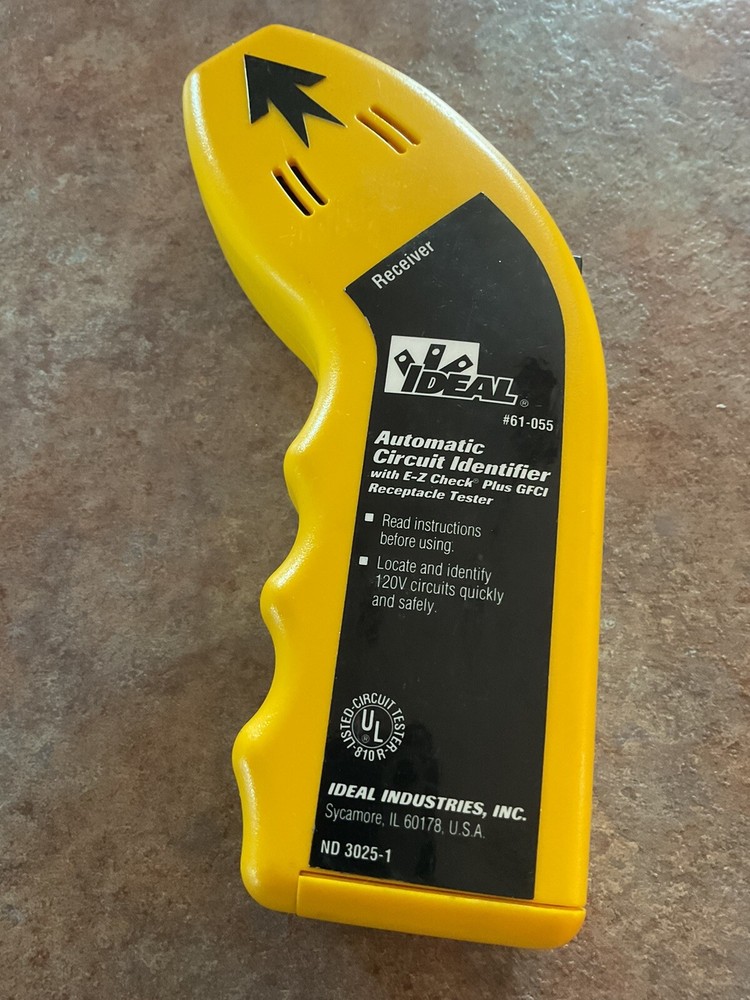 Receiver
IDEAL®
#61-055
Automatic
Circuit Identifier
with E-Z Check® Plus GFCI
Receptacle Tester
Read instructions
before using.
Locate and identify
120V circuits quickly
and safely.
LISTED-CIRCUIT TESTER-810R-
UL®
IDEAL INDUSTRIES, INC.
Sycamore, IL 60178, U.S.A.
ND 3025-1